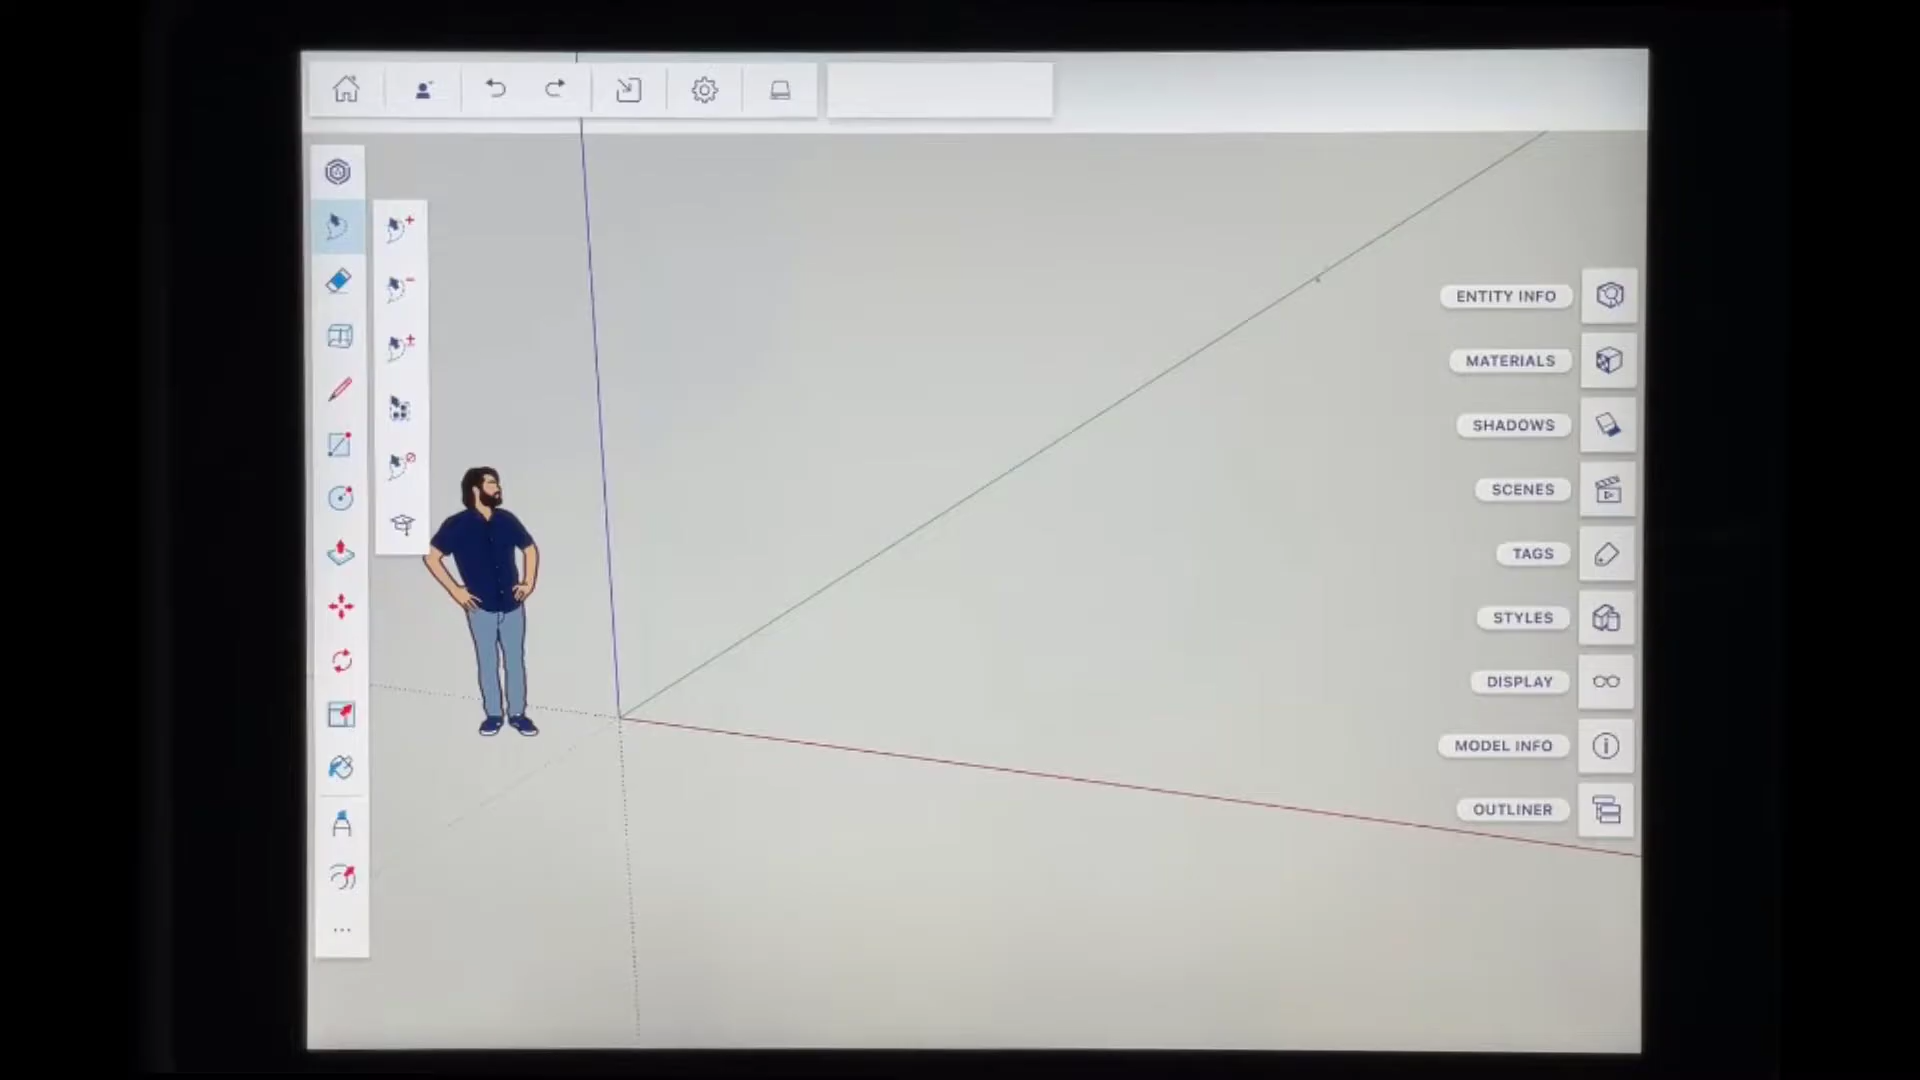 ENTITY INFO
MATERIALS
SHADOWS
SCENES
TAGS
STYLES
DISPLAY
MODEL INFO
OUTLINER